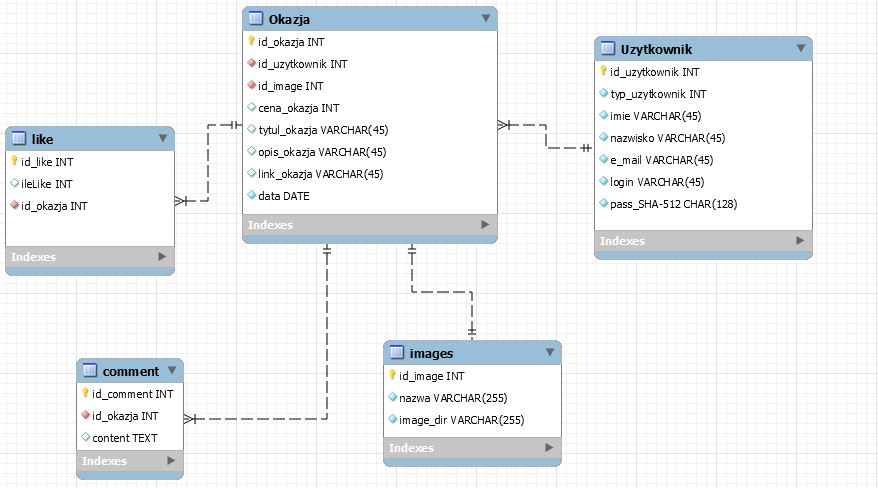 Okazja
id_okazja INT
id_uzytkownik INT
id_image INT
cena_okazja INT
tytul_okazja VARCHAR(45)
opis_okazja VARCHAR(45)
link_okazja VARCHAR(45)
data DATE
Indexes
Uzytkownik
id_uzytkownik INT
typ_uzytkownik INT
imie VARCHAR(45)
nazwisko VARCHAR(45)
e_mail VARCHAR(45)
login VARCHAR(45)
pass_SHA-512 CHAR(128)
Indexes
like
id_like INT
ileLike INT
id_okazja INT
Indexes
comment
id_comment INT
id_okazja INT
content TEXT
Indexes
images
id_image INT
nazwa VARCHAR(255)
image_dir VARCHAR(255)
Indexes